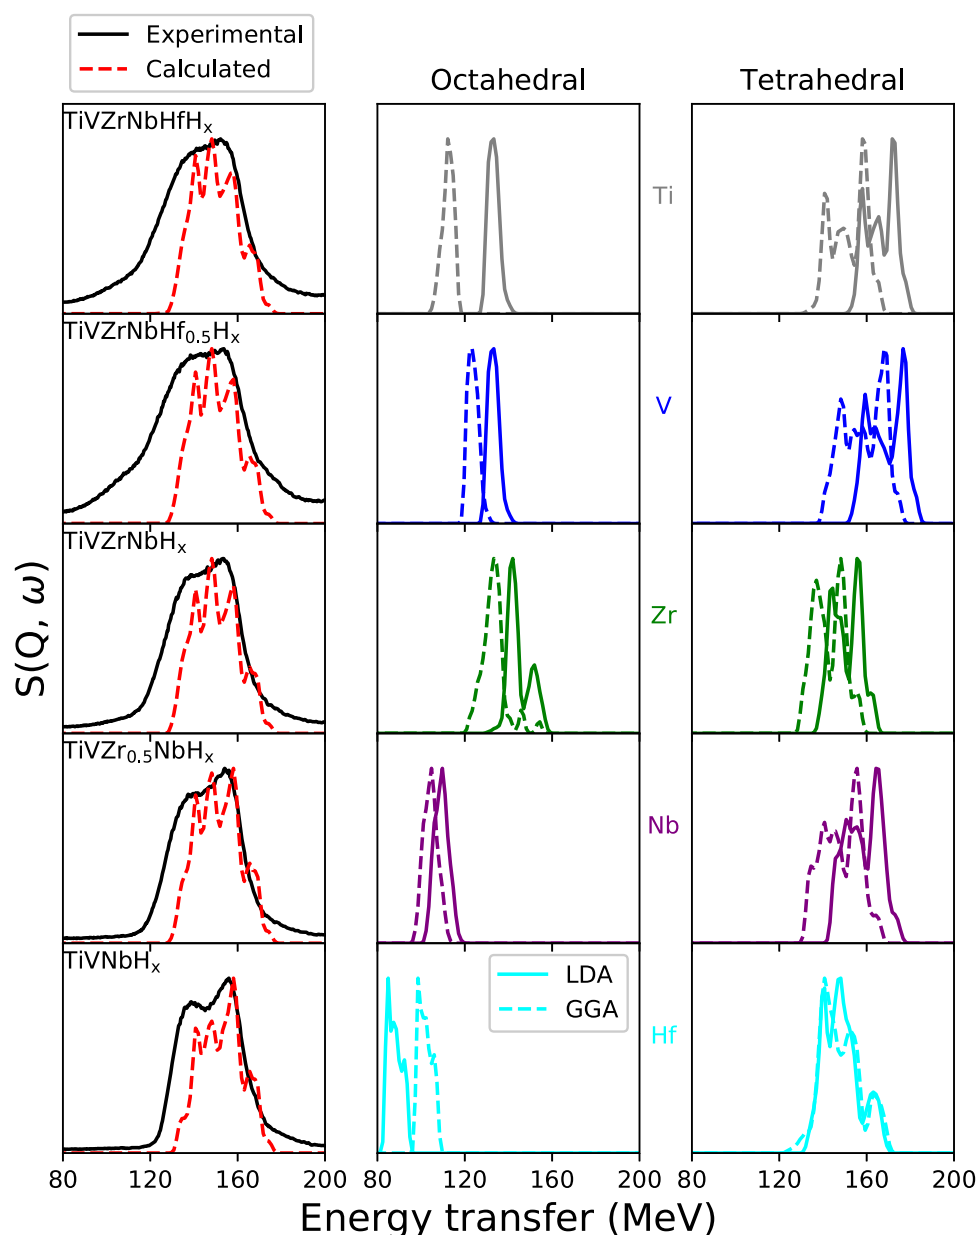 Experimental
Calculated
Octahedral
Tetrahedral
TiVZrNbHfHₓ
Ti
TiVZrNbHf₀.₅Hₓ
V
TiVZrNbHₓ
Zr
TiVZr₀.₅NbHₓ
Nb
TiVNbHₓ
LDA
GGA
Hf
S(Q, ω)
80 120 160 200
80 120 160 200
80 120 160 200
Energy transfer (MeV)